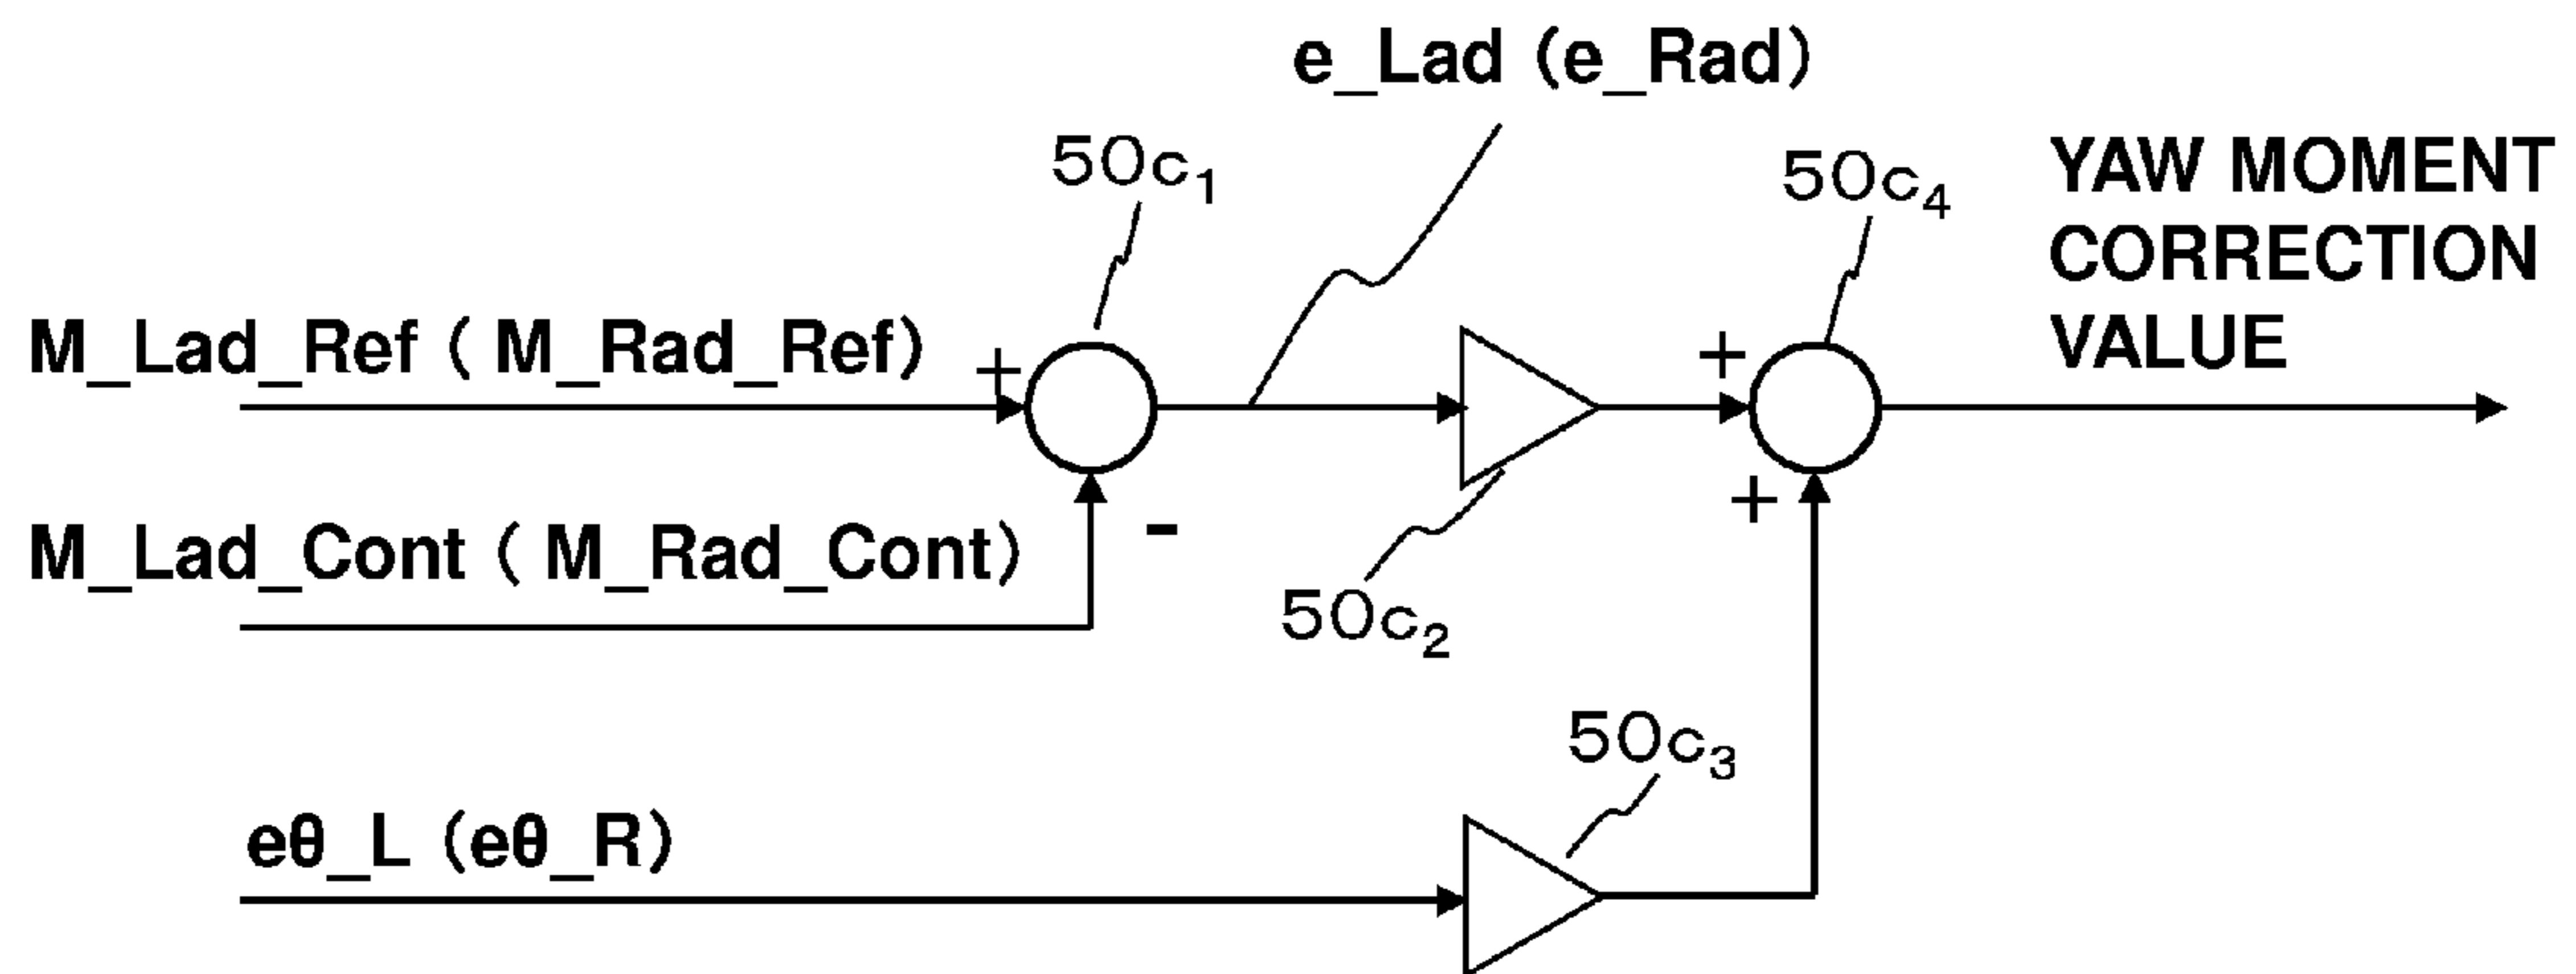 e_Lad (e_Rad)
50c1
50c4
YAW MOMENT
CORRECTION
VALUE
M_Lad_Ref ( M_Rad_Ref)
+
+
M_Lad_Cont ( M_Rad_Cont)
-
+
50c2
50c3
eθ_L (eθ_R)